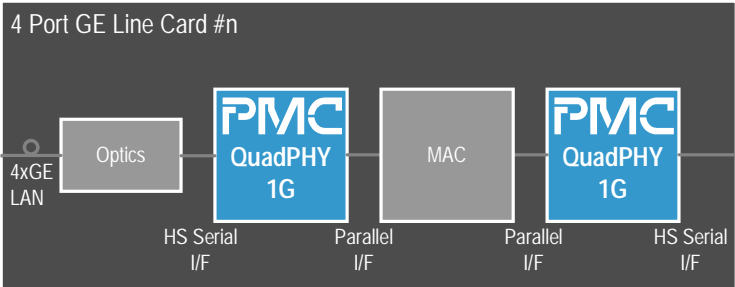 4 Port GE Line Card #n
4xGE
LAN
Optics
PMC
QuadPHY
1G
MAC
PMC
QuadPHY
1G
HS Serial
I/F
Parallel
I/F
Parallel
I/F
HS Serial
I/F